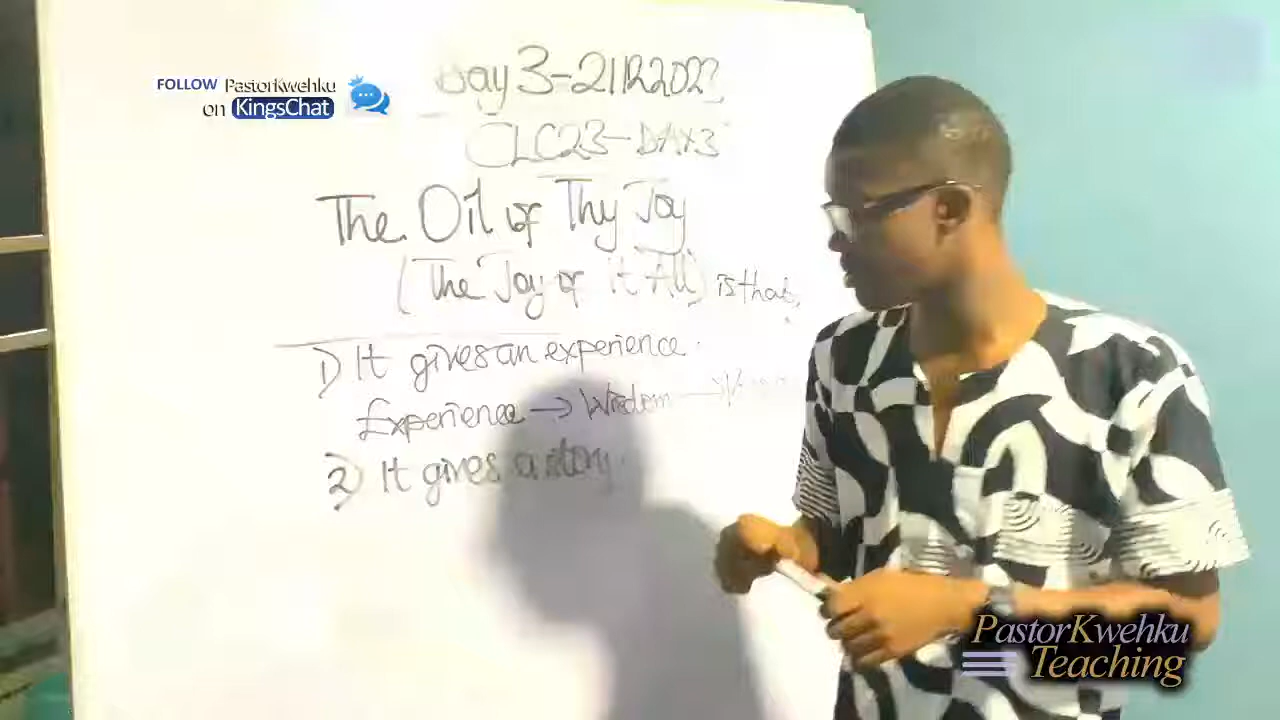 FOLLOW PastorKwehku
on KingsChat
Day 3-21122023
CLC23-DAY3
The Oil of Thy Joy
(The Joy of it All) is that,
1) It gives an experience.
Experience → Wisdom →
2) It gives a story.
PastorKwehku
Teaching